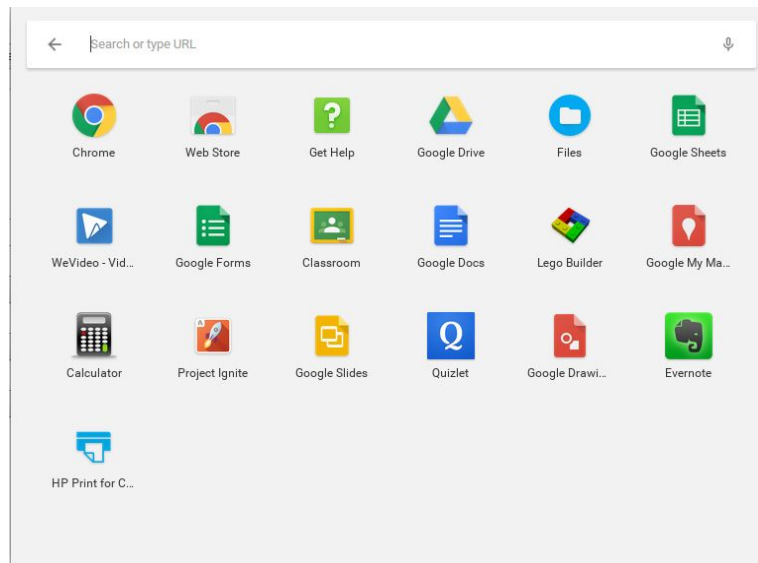 Search or type URL
Chrome Web Store Get Help Google Drive Files Google Sheets
WeVideo - Vid... Google Forms Classroom Google Docs Lego Builder Google My Ma...
Calculator Project Ignite Google Slides Quizlet Google Drawi... Evernote
HP Print for C...